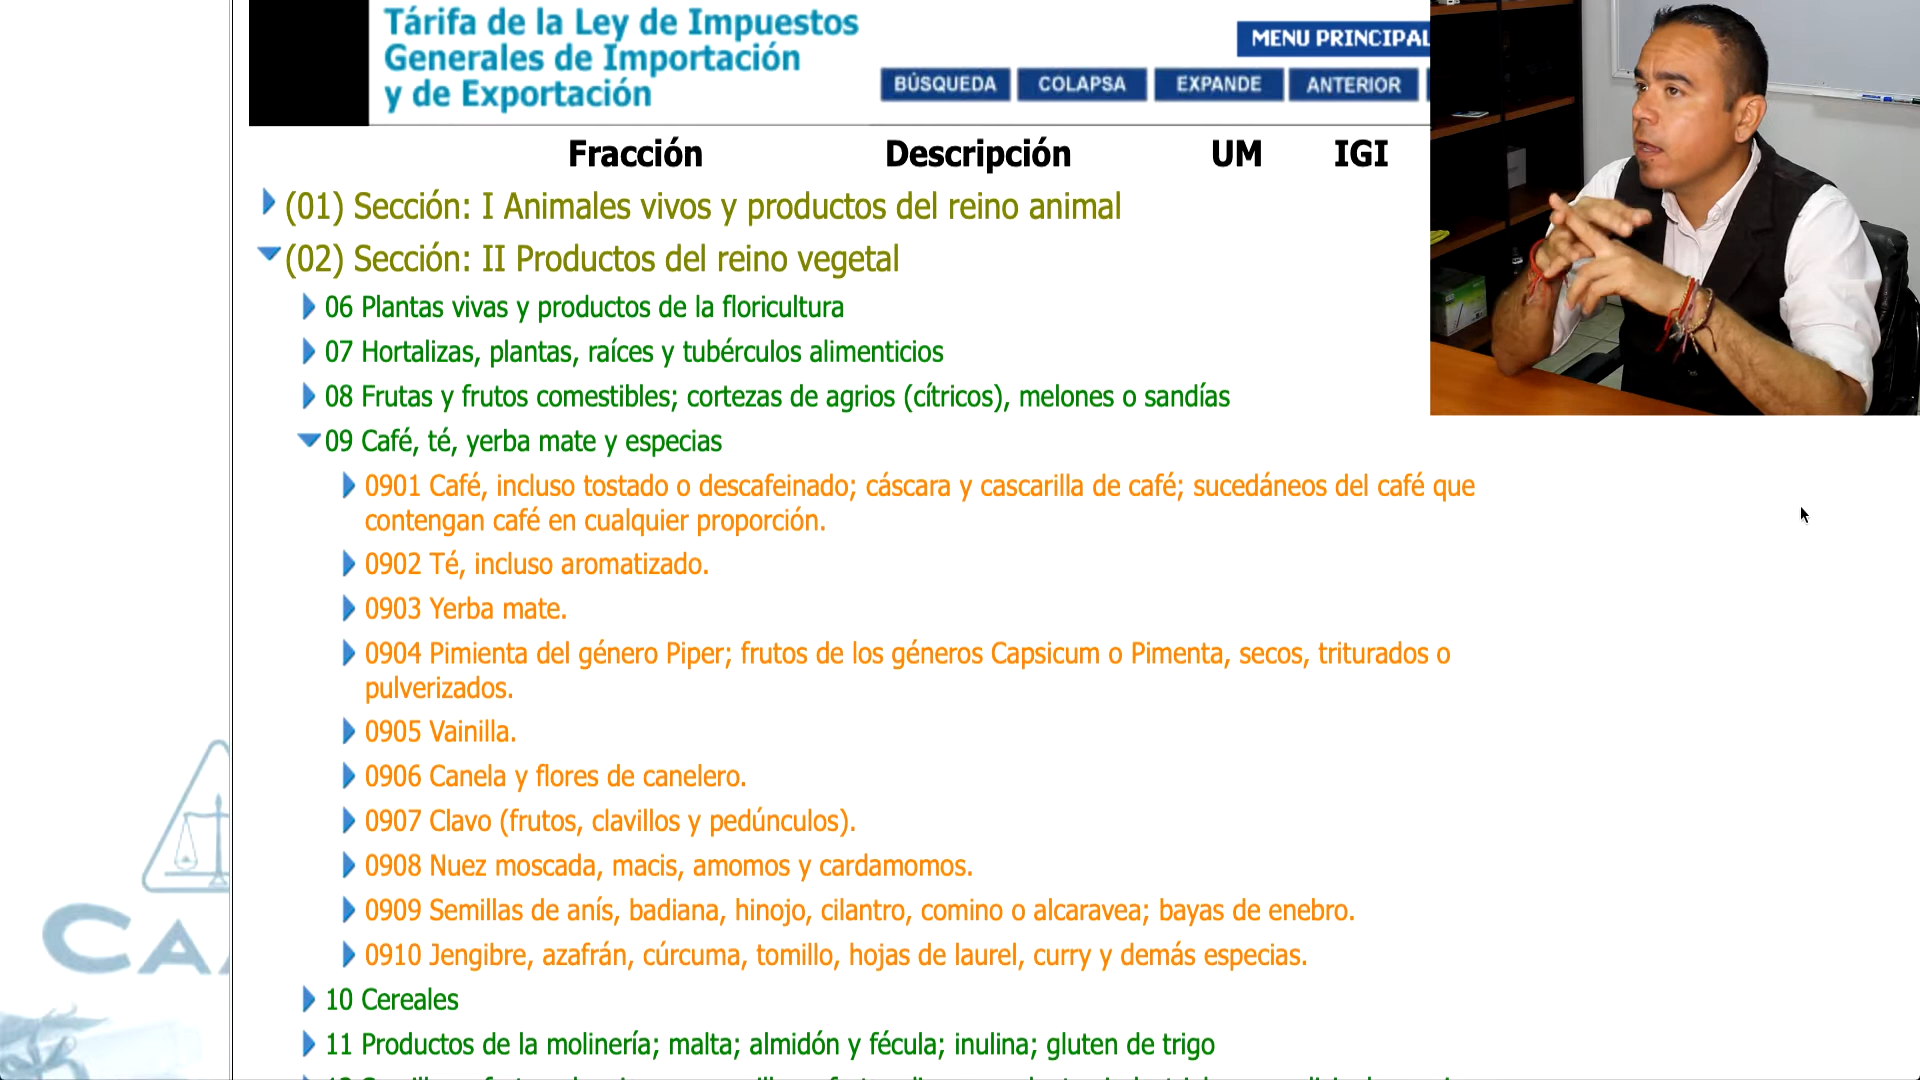 Tárifa de la Ley de Impuestos
Generales de Importación
y de Exportación
MENU PRINCIPAL
BÚSQUEDA COLAPSA EXPANDE ANTERIOR
Fracción Descripción UM IGI
(01) Sección: I Animales vivos y productos del reino animal
(02) Sección: II Productos del reino vegetal
06 Plantas vivas y productos de la floricultura
07 Hortalizas, plantas, raíces y tubérculos alimenticios
08 Frutas y frutos comestibles; cortezas de agrios (cítricos), melones o sandías
09 Café, té, yerba mate y especias
0901 Café, incluso tostado o descafeinado; cáscara y cascarilla de café; sucedáneos del café que
contengan café en cualquier proporción.
0902 Té, incluso aromatizado.
0903 Yerba mate.
0904 Pimienta del género Piper; frutos de los géneros Capsicum o Pimenta, secos, triturados o
pulverizados.
0905 Vainilla.
0906 Canela y flores de canelero.
0907 Clavo (frutos, clavillos y pedúnculos).
0908 Nuez moscada, macis, amomos y cardamomos.
0909 Semillas de anís, badiana, hinojo, cilantro, comino o alcaravea; bayas de enebro.
0910 Jengibre, azafrán, cúrcuma, tomillo, hojas de laurel, curry y demás especias.
10 Cereales
11 Productos de la molinería; malta; almidón y fécula; inulina; gluten de trigo